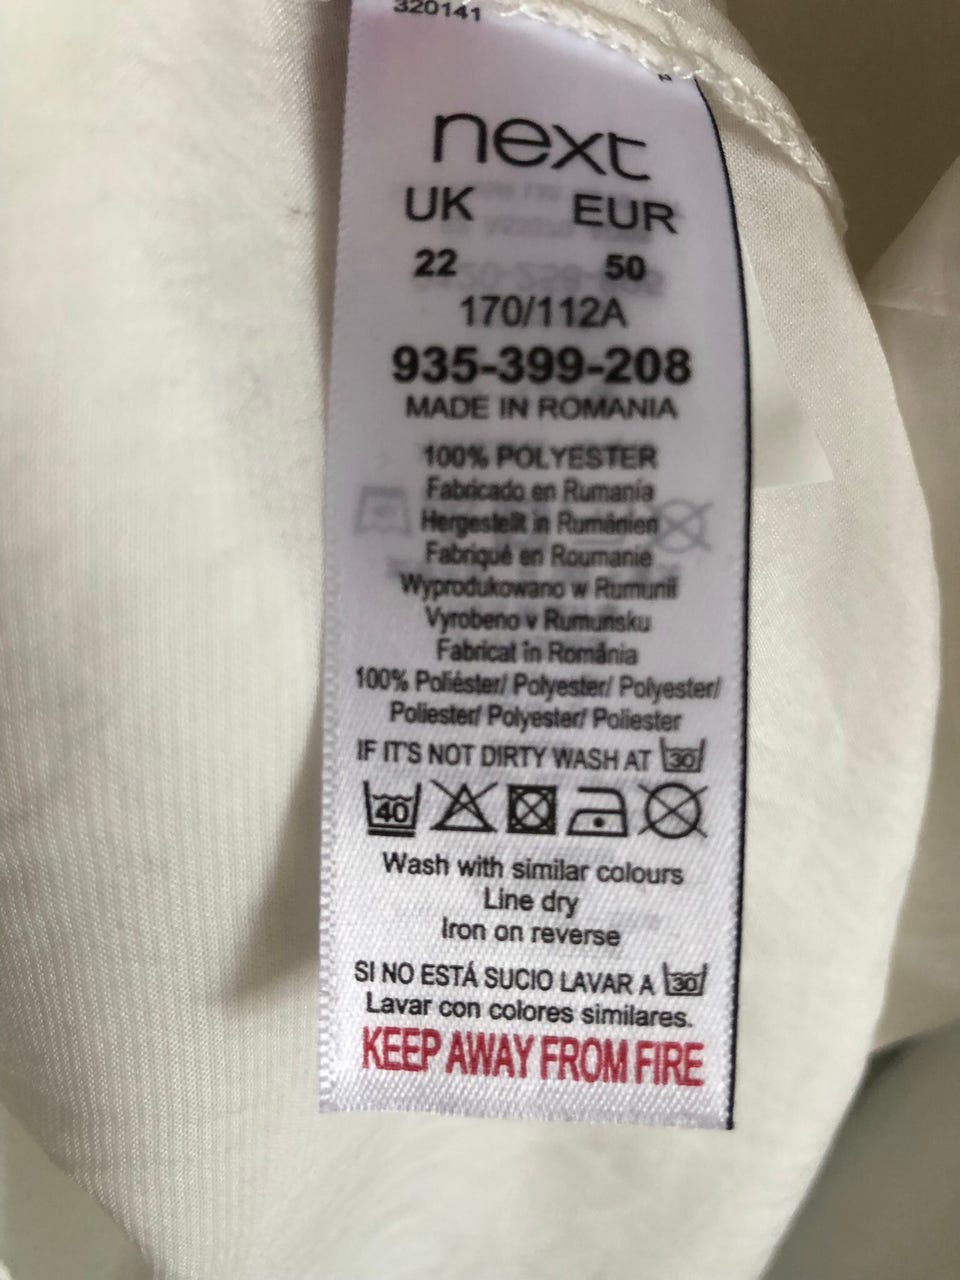 320141
next
UK EUR
22 50
170/112A
935-399-208
MADE IN ROMANIA
100% POLYESTER
Fabricado en Rumanía
Hergestellt in Rumänien
Fabriqué en Roumanie
Wyprodukowano w Rumunii
Vyrobeno v Rumunsku
Fabricat în România
100% Poliéster/ Polyester/ Polyester/
Poliester/ Polyester/ Poliester
IF IT'S NOT DIRTY WASH AT 30
40
Wash with similar colours
Line dry
Iron on reverse
SI NO ESTÁ SUCIO LAVAR A 30
Lavar con colores similares.
KEEP AWAY FROM FIRE